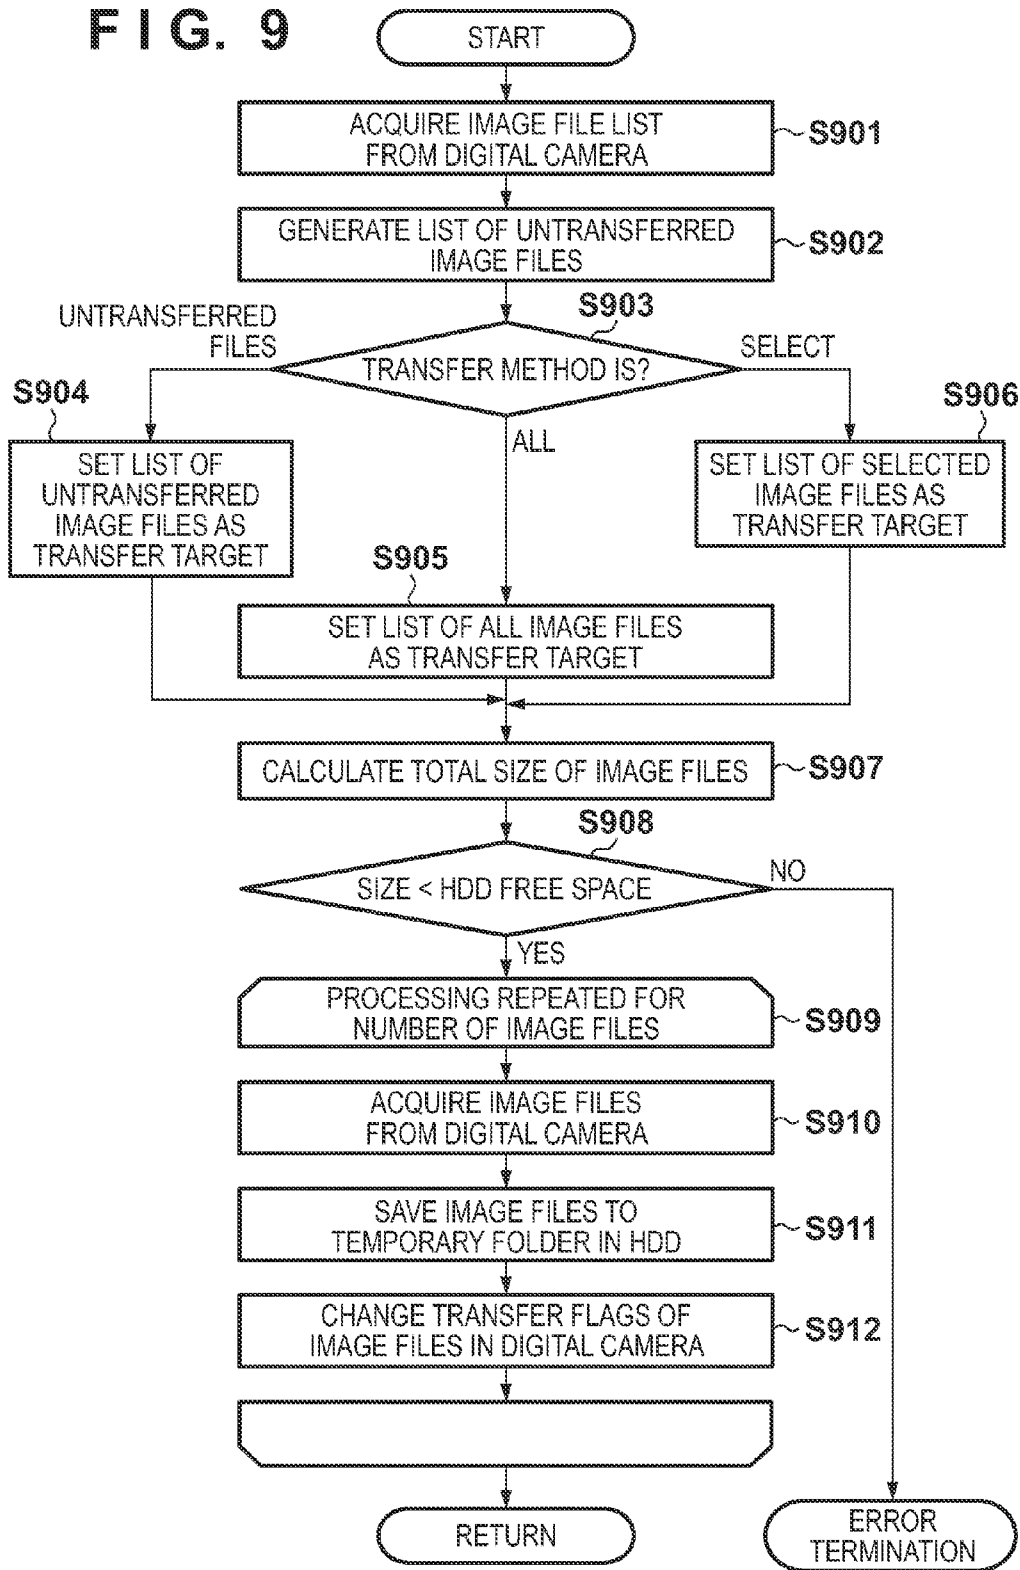 FIG. 9
START
ACQUIRE IMAGE FILE LIST
FROM DIGITAL CAMERA
S901
GENERATE LIST OF UNTRANSFERRED
IMAGE FILES
S902
S903
UNTRANSFERRED
FILES
TRANSFER METHOD IS?
SELECT
ALL
S904
SET LIST OF
UNTRANSFERRED
IMAGE FILES AS
TRANSFER TARGET
S906
SET LIST OF SELECTED
IMAGE FILES AS
TRANSFER TARGET
S905
SET LIST OF ALL IMAGE FILES
AS TRANSFER TARGET
CALCULATE TOTAL SIZE OF IMAGE FILES
S907
S908
SIZE < HDD FREE SPACE
NO
YES
PROCESSING REPEATED FOR
NUMBER OF IMAGE FILES
S909
ACQUIRE IMAGE FILES
FROM DIGITAL CAMERA
S910
SAVE IMAGE FILES TO
TEMPORARY FOLDER IN HDD
S911
CHANGE TRANSFER FLAGS OF
IMAGE FILES IN DIGITAL CAMERA
S912
RETURN
ERROR
TERMINATION